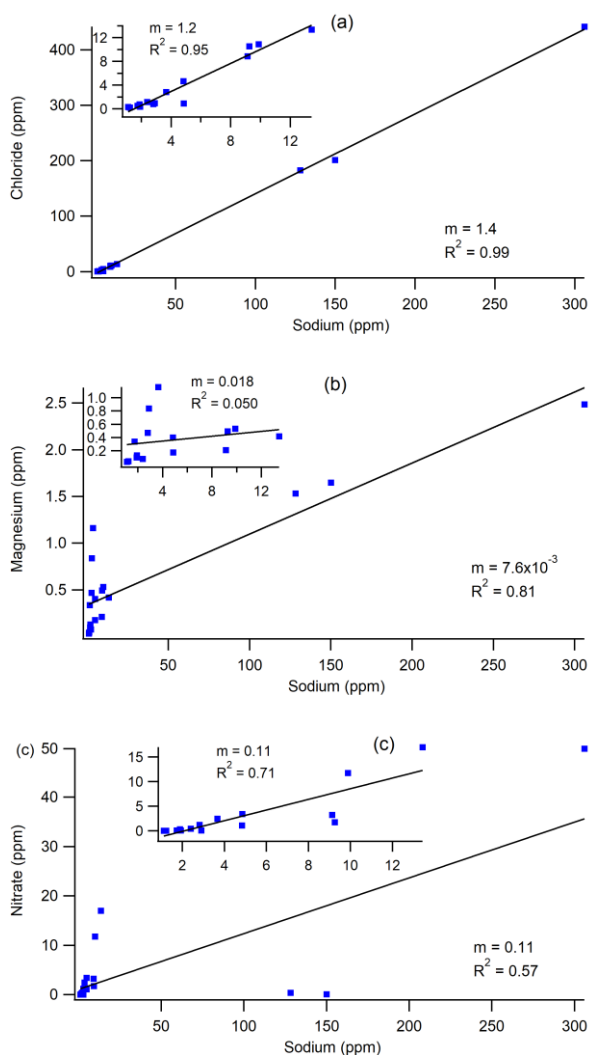 (a)
m = 1.2
R² = 0.95
12
8
4
0
4
8
12
400
300
200
100
0
Chloride (ppm)
m = 1.4
R² = 0.99
50
100
150
200
250
300
Sodium (ppm)
(b)
m = 0.018
R² = 0.050
1.0
0.8
0.6
0.4
0.2
4
8
12
2.5
2.0
1.5
1.0
0.5
Magnesium (ppm)
m = 7.6x10⁻³
R² = 0.81
50
100
150
200
250
300
Sodium (ppm)
(c)
(c)
m = 0.11
R² = 0.71
15
10
5
0
2
4
6
8
10
12
50
40
30
20
10
0
Nitrate (ppm)
m = 0.11
R² = 0.57
50
100
150
200
250
300
Sodium (ppm)